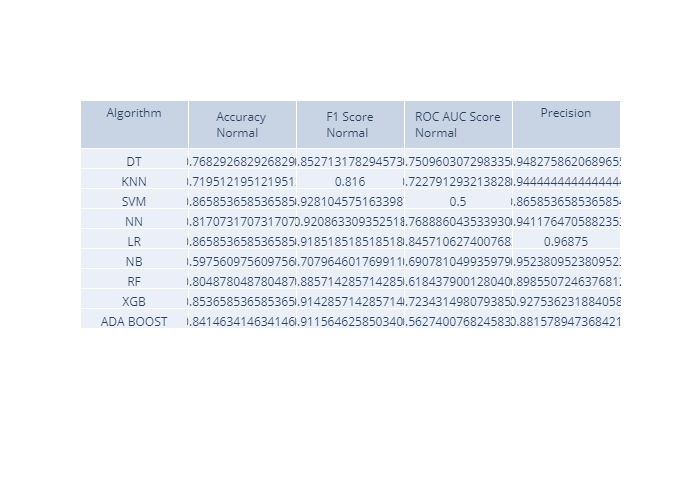 Algorithm Accuracy Normal F1 Score Normal ROC AUC Score Normal Precision
DT .768292682926829 .852713178294573 .750960307298335 .948275862068965
KNN .719512195121951 0.816 .722791293213828 .944444444444444
SVM .865853658536585 .928104575163398 0.5 .865853658536585
NN .817073170731707 0.920863309352518 .768886043533930 .941176470588235
LR .865853658536585 .918518518518518 .845710627400768 0.96875
NB .597560975609756 .707964601769911 .690781049935979 .952380952380952
RF .804878048780487 .885714285714285 .618437900128040 .898550724637681
XGB .853658536585365 .914285714285714 .723431498079385 0.927536231884058
ADA BOOST .841463414634146 .911564625850340 .562740076824583 0.881578947368421